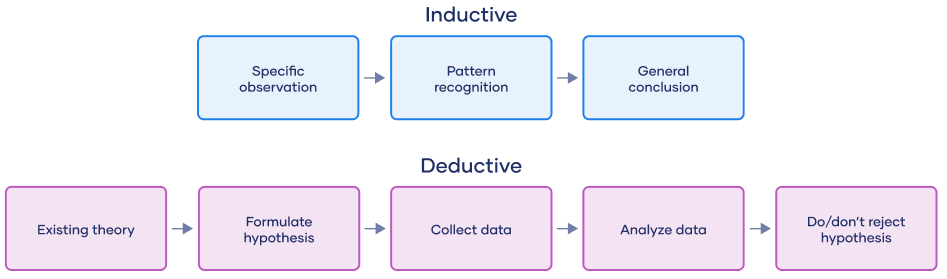 Inductive
Specific
observation
Pattern
recognition
General
conclusion
Deductive
Existing theory
Formulate
hypothesis
Collect data
Analyze data
Do/don’t reject
hypothesis